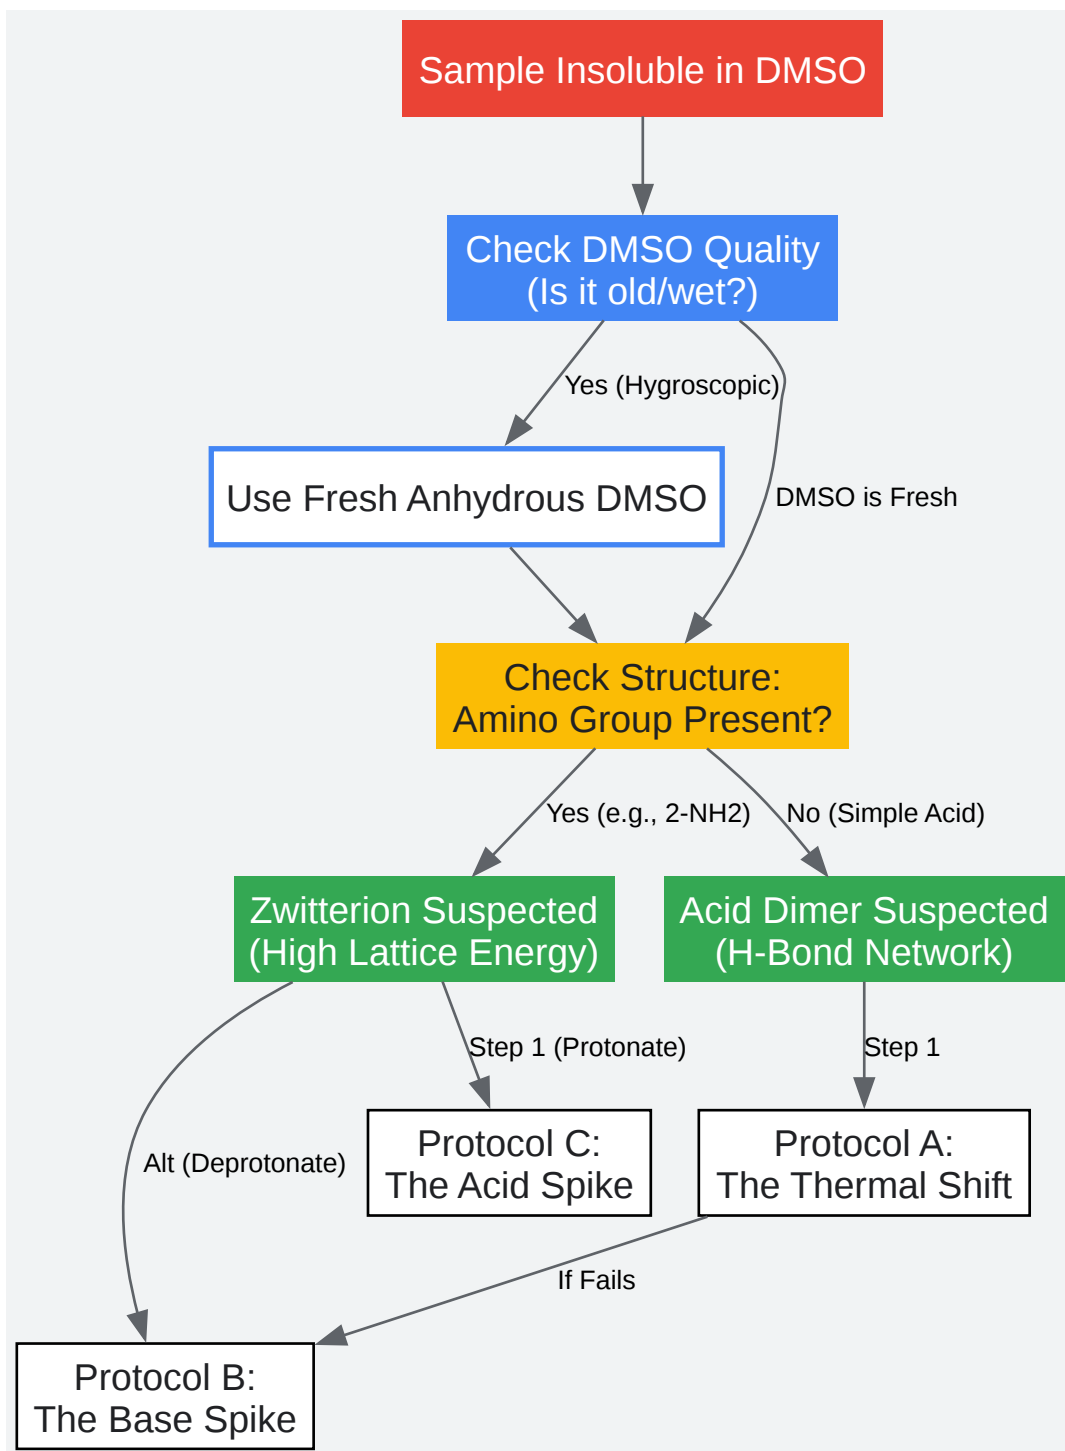 Sample Insoluble in DMSO
Check DMSO Quality
(Is it old/wet?)
Yes (Hygroscopic)
Use Fresh Anhydrous DMSO
DMSO is Fresh
Check Structure:
Amino Group Present?
Yes (e.g., 2-NH2)
No (Simple Acid)
Zwitterion Suspected
(High Lattice Energy)
Acid Dimer Suspected
(H-Bond Network)
Step 1 (Protonate)
Step 1
Protocol C:
The Acid Spike
Protocol A:
The Thermal Shift
Alt (Deprotonate)
If Fails
Protocol B:
The Base Spike